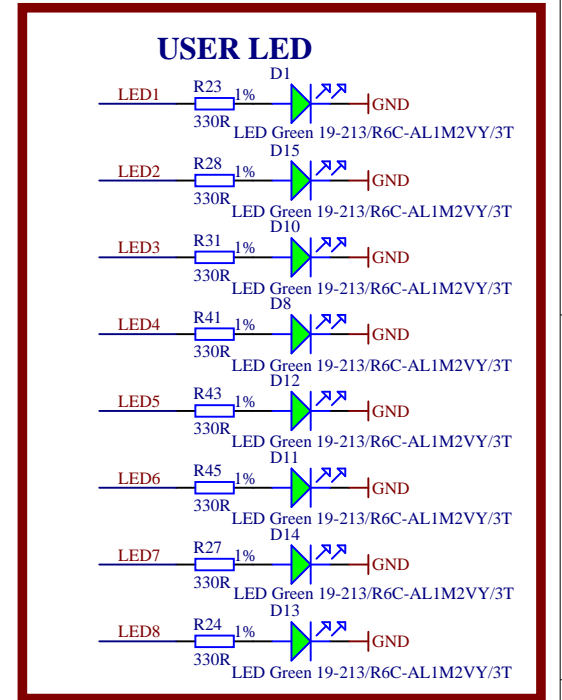 USER LED
D1
R23
LED1
1%
GND
330R
LED Green 19-213/R6C-AL1M2VY/3T
D15
R28
LED2
1%
GND
330R
LED Green 19-213/R6C-AL1M2VY/3T
D10
R31
LED3
1%
GND
330R
LED Green 19-213/R6C-AL1M2VY/3T
D8
R41
LED4
1%
GND
330R
LED Green 19-213/R6C-AL1M2VY/3T
D12
R43
LED5
1%
GND
330R
LED Green 19-213/R6C-AL1M2VY/3T
D11
R45
LED6
1%
GND
330R
LED Green 19-213/R6C-AL1M2VY/3T
D14
R27
LED7
1%
GND
330R
LED Green 19-213/R6C-AL1M2VY/3T
D13
R24
LED8
1%
GND
330R
LED Green 19-213/R6C-AL1M2VY/3T